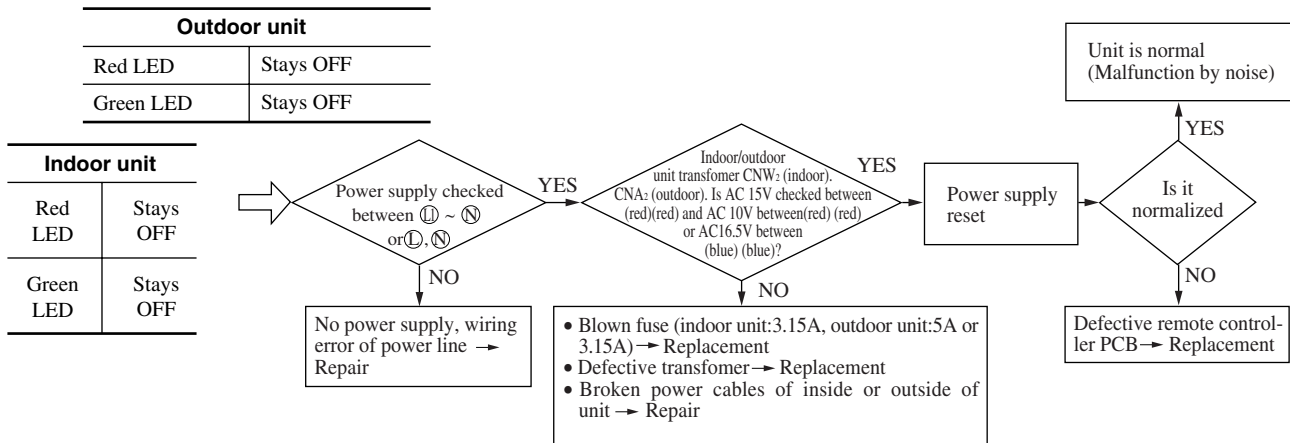 Outdoor unit
Red LED Stays OFF
Green LED Stays OFF
Indoor unit
Red Stays
LED OFF
Green Stays
LED OFF
Power supply checked
between Ⓛ1 ~ Ⓝ
or Ⓛ, Ⓝ
YES
NO
No power supply, wiring
error of power line →
Repair
Indoor/outdoor
unit transfomer CNW2 (indoor).
CNA2 (outdoor). Is AC 15V checked between
(red)(red) and AC 10V between(red) (red)
or AC16.5V between
(blue) (blue)?
YES
NO
• Blown fuse (indoor unit:3.15A, outdoor unit:5A or
3.15A) → Replacement
• Defective transfomer → Replacement
• Broken power cables of inside or outside of
unit → Repair
Power supply
reset
Is it
normalized
YES
Unit is normal
(Malfunction by noise)
NO
Defective remote control-
ler PCB → Replacement